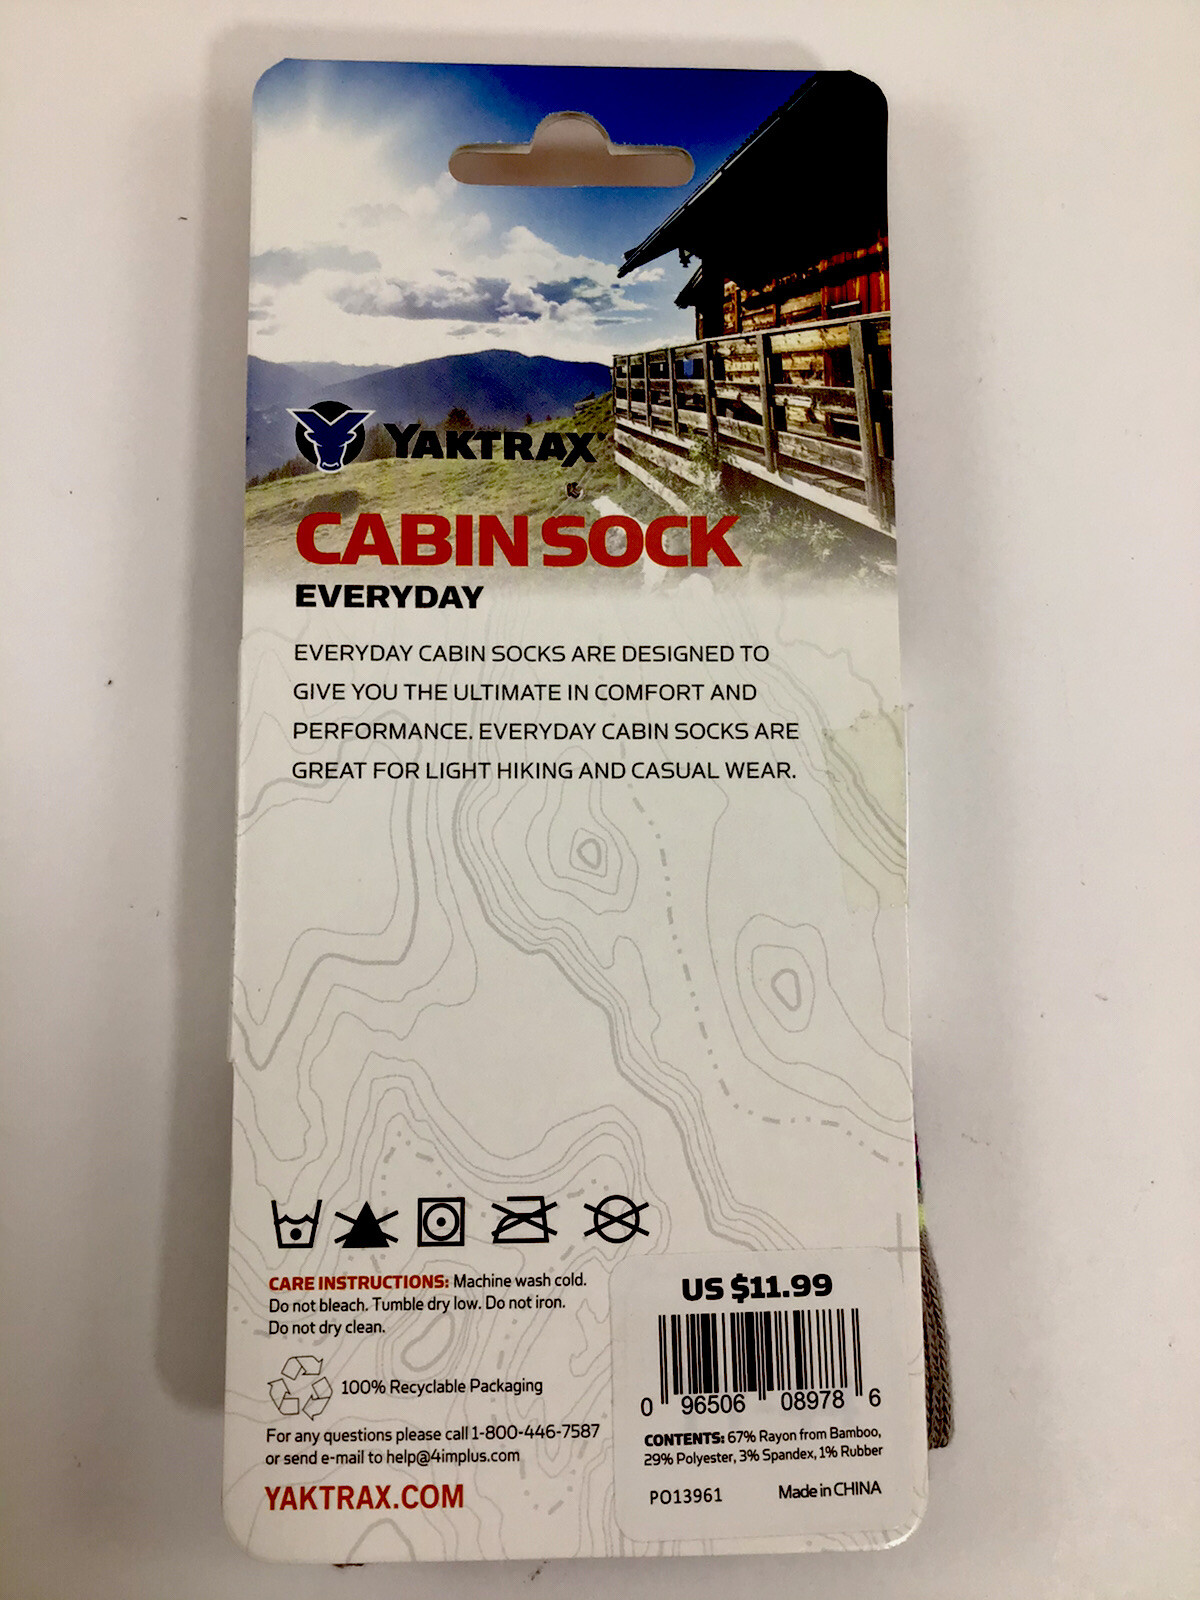 YAKTRAX
CABIN SOCK
EVERYDAY
EVERYDAY CABIN SOCKS ARE DESIGNED TO
GIVE YOU THE ULTIMATE IN COMFORT AND
PERFORMANCE. EVERYDAY CABIN SOCKS ARE
GREAT FOR LIGHT HIKING AND CASUAL WEAR.
CARE INSTRUCTIONS: Machine wash cold.
Do not bleach. Tumble dry low. Do not iron.
Do not dry clean.
100% Recyclable Packaging
For any questions please call 1-800-446-7587
or send e-mail to help@4implus.com
YAKTRAX.COM
US $11.99
0 96506 08978 6
CONTENTS: 67% Rayon from Bamboo,
29% Polyester, 3% Spandex, 1% Rubber
PO13961 Made in CHINA